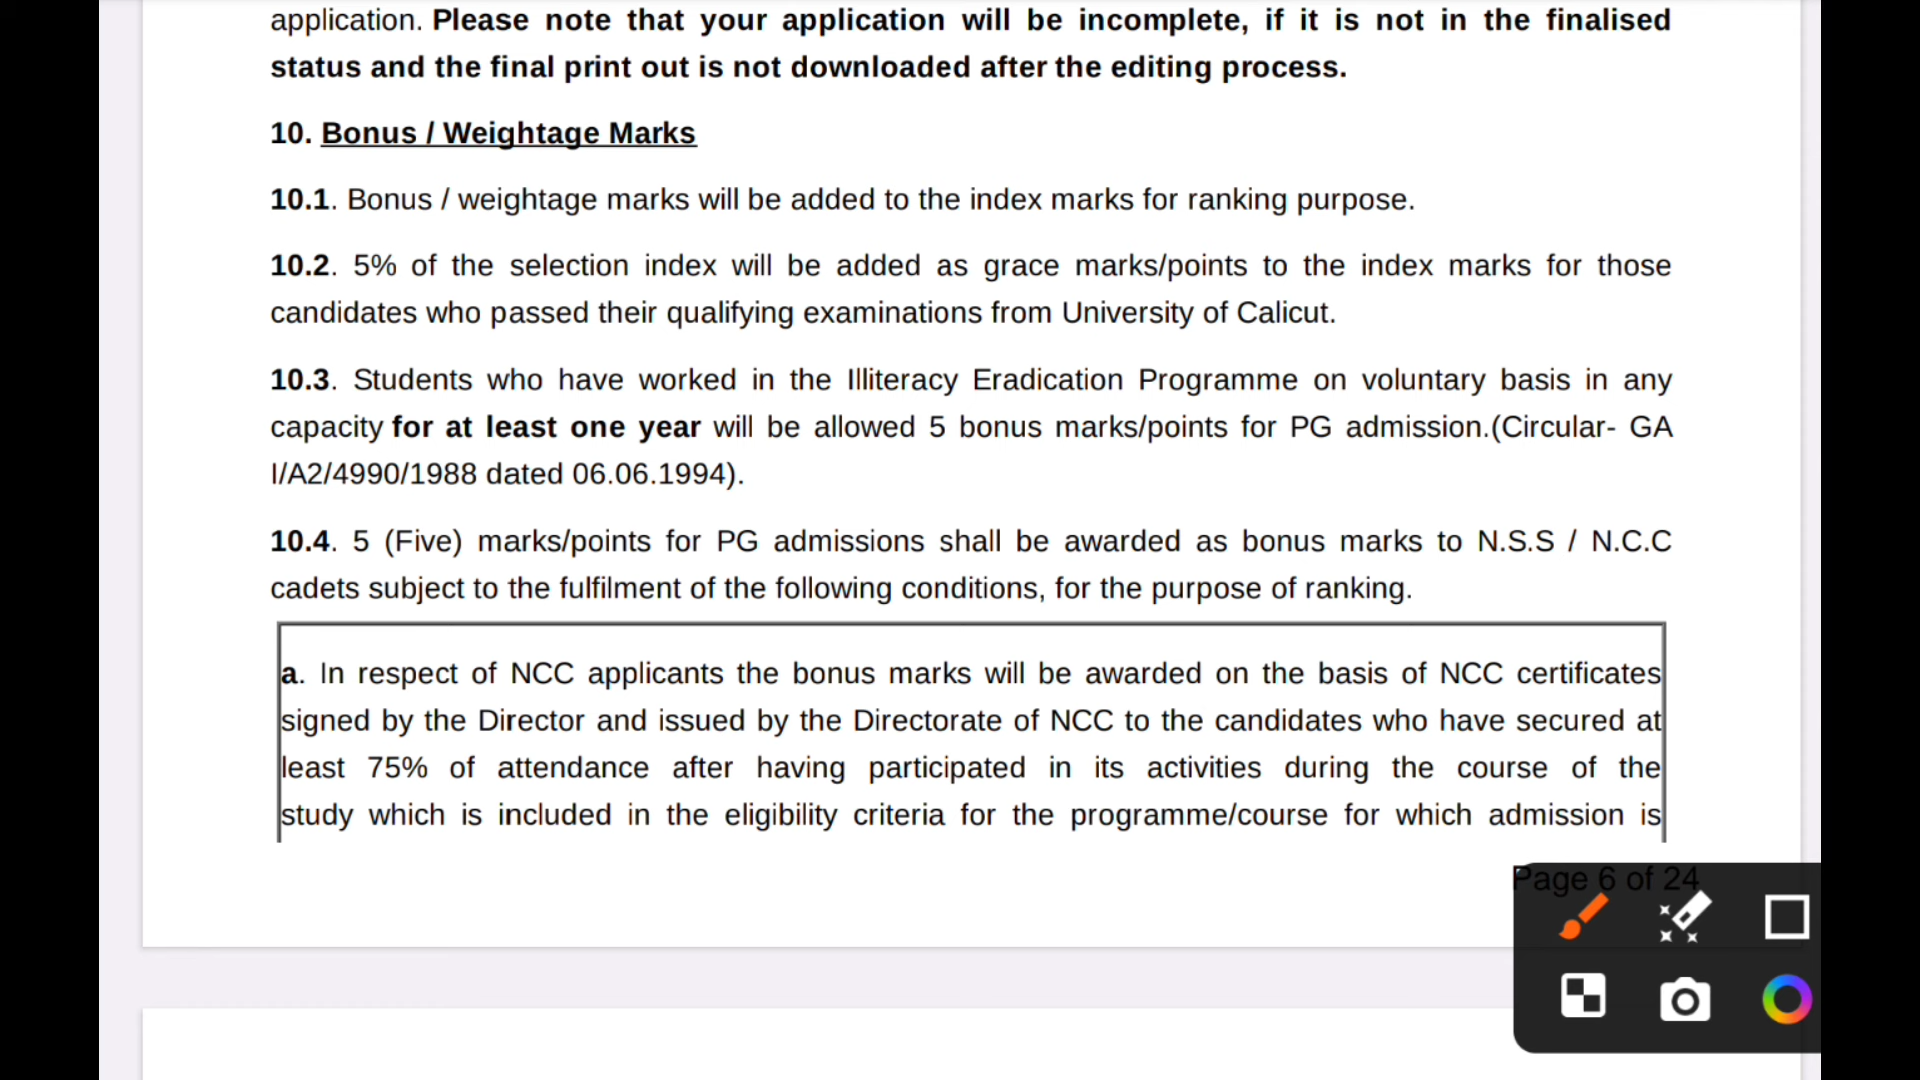 application. Please note that your application will be incomplete, if it is not in the finalised
status and the final print out is not downloaded after the editing process.
10. Bonus / Weightage Marks
10.1. Bonus / weightage marks will be added to the index marks for ranking purpose.
10.2. 5% of the selection index will be added as grace marks/points to the index marks for those
candidates who passed their qualifying examinations from University of Calicut.
10.3. Students who have worked in the Illiteracy Eradication Programme on voluntary basis in any
capacity for at least one year will be allowed 5 bonus marks/points for PG admission.(Circular- GA
I/A2/4990/1988 dated 06.06.1994).
10.4. 5 (Five) marks/points for PG admissions shall be awarded as bonus marks to N.S.S / N.C.C
cadets subject to the fulfilment of the following conditions, for the purpose of ranking.
a. In respect of NCC applicants the bonus marks will be awarded on the basis of NCC certificates
signed by the Director and issued by the Directorate of NCC to the candidates who have secured at
least 75% of attendance after having participated in its activities during the course of the
study which is included in the eligibility criteria for the programme/course for which admission is
Page 6 of 24